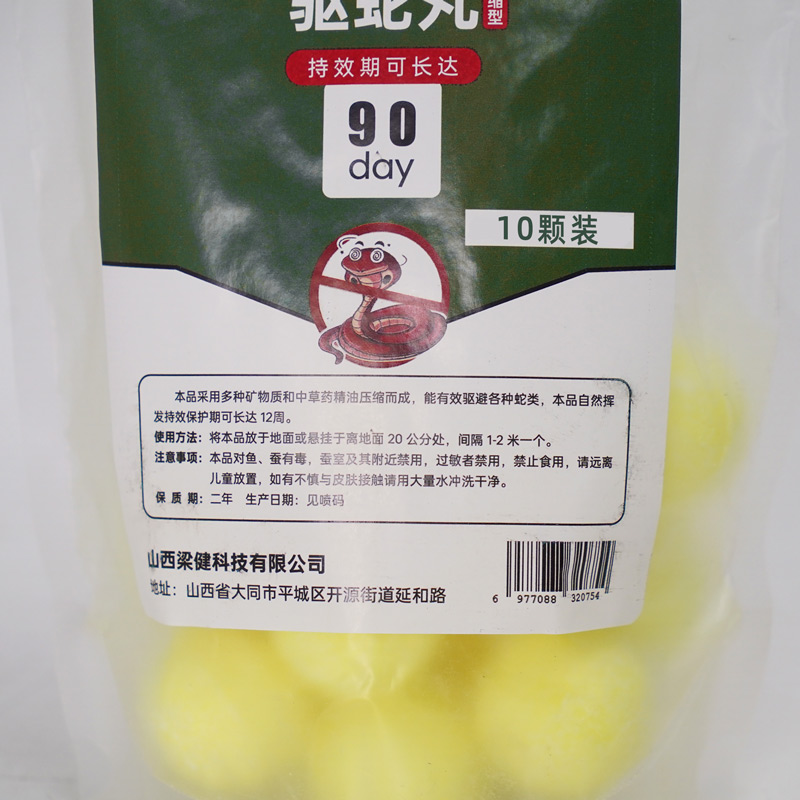 驱蛇丸
缩型
持效期可长达
90
day
10颗装
本品采用多种矿物质和中草药精油压缩而成，能有效驱避各种蛇类，本品自然挥
发持效保护期可长达 12周。
使用方法：将本品放于地面或悬挂于离地面 20 公分处，间隔 1-2 米一个。
注意事项：本品对鱼、蚕有毒，蚕室及其附近禁用，过敏者禁用，禁止食用，请远离
儿童放置，如有不慎与皮肤接触请用大量水冲洗干净。
保 质 期：二年 生产日期：见喷码
山西梁健科技有限公司
地址：山西省大同市平城区开源街道延和路
6 977088 320754